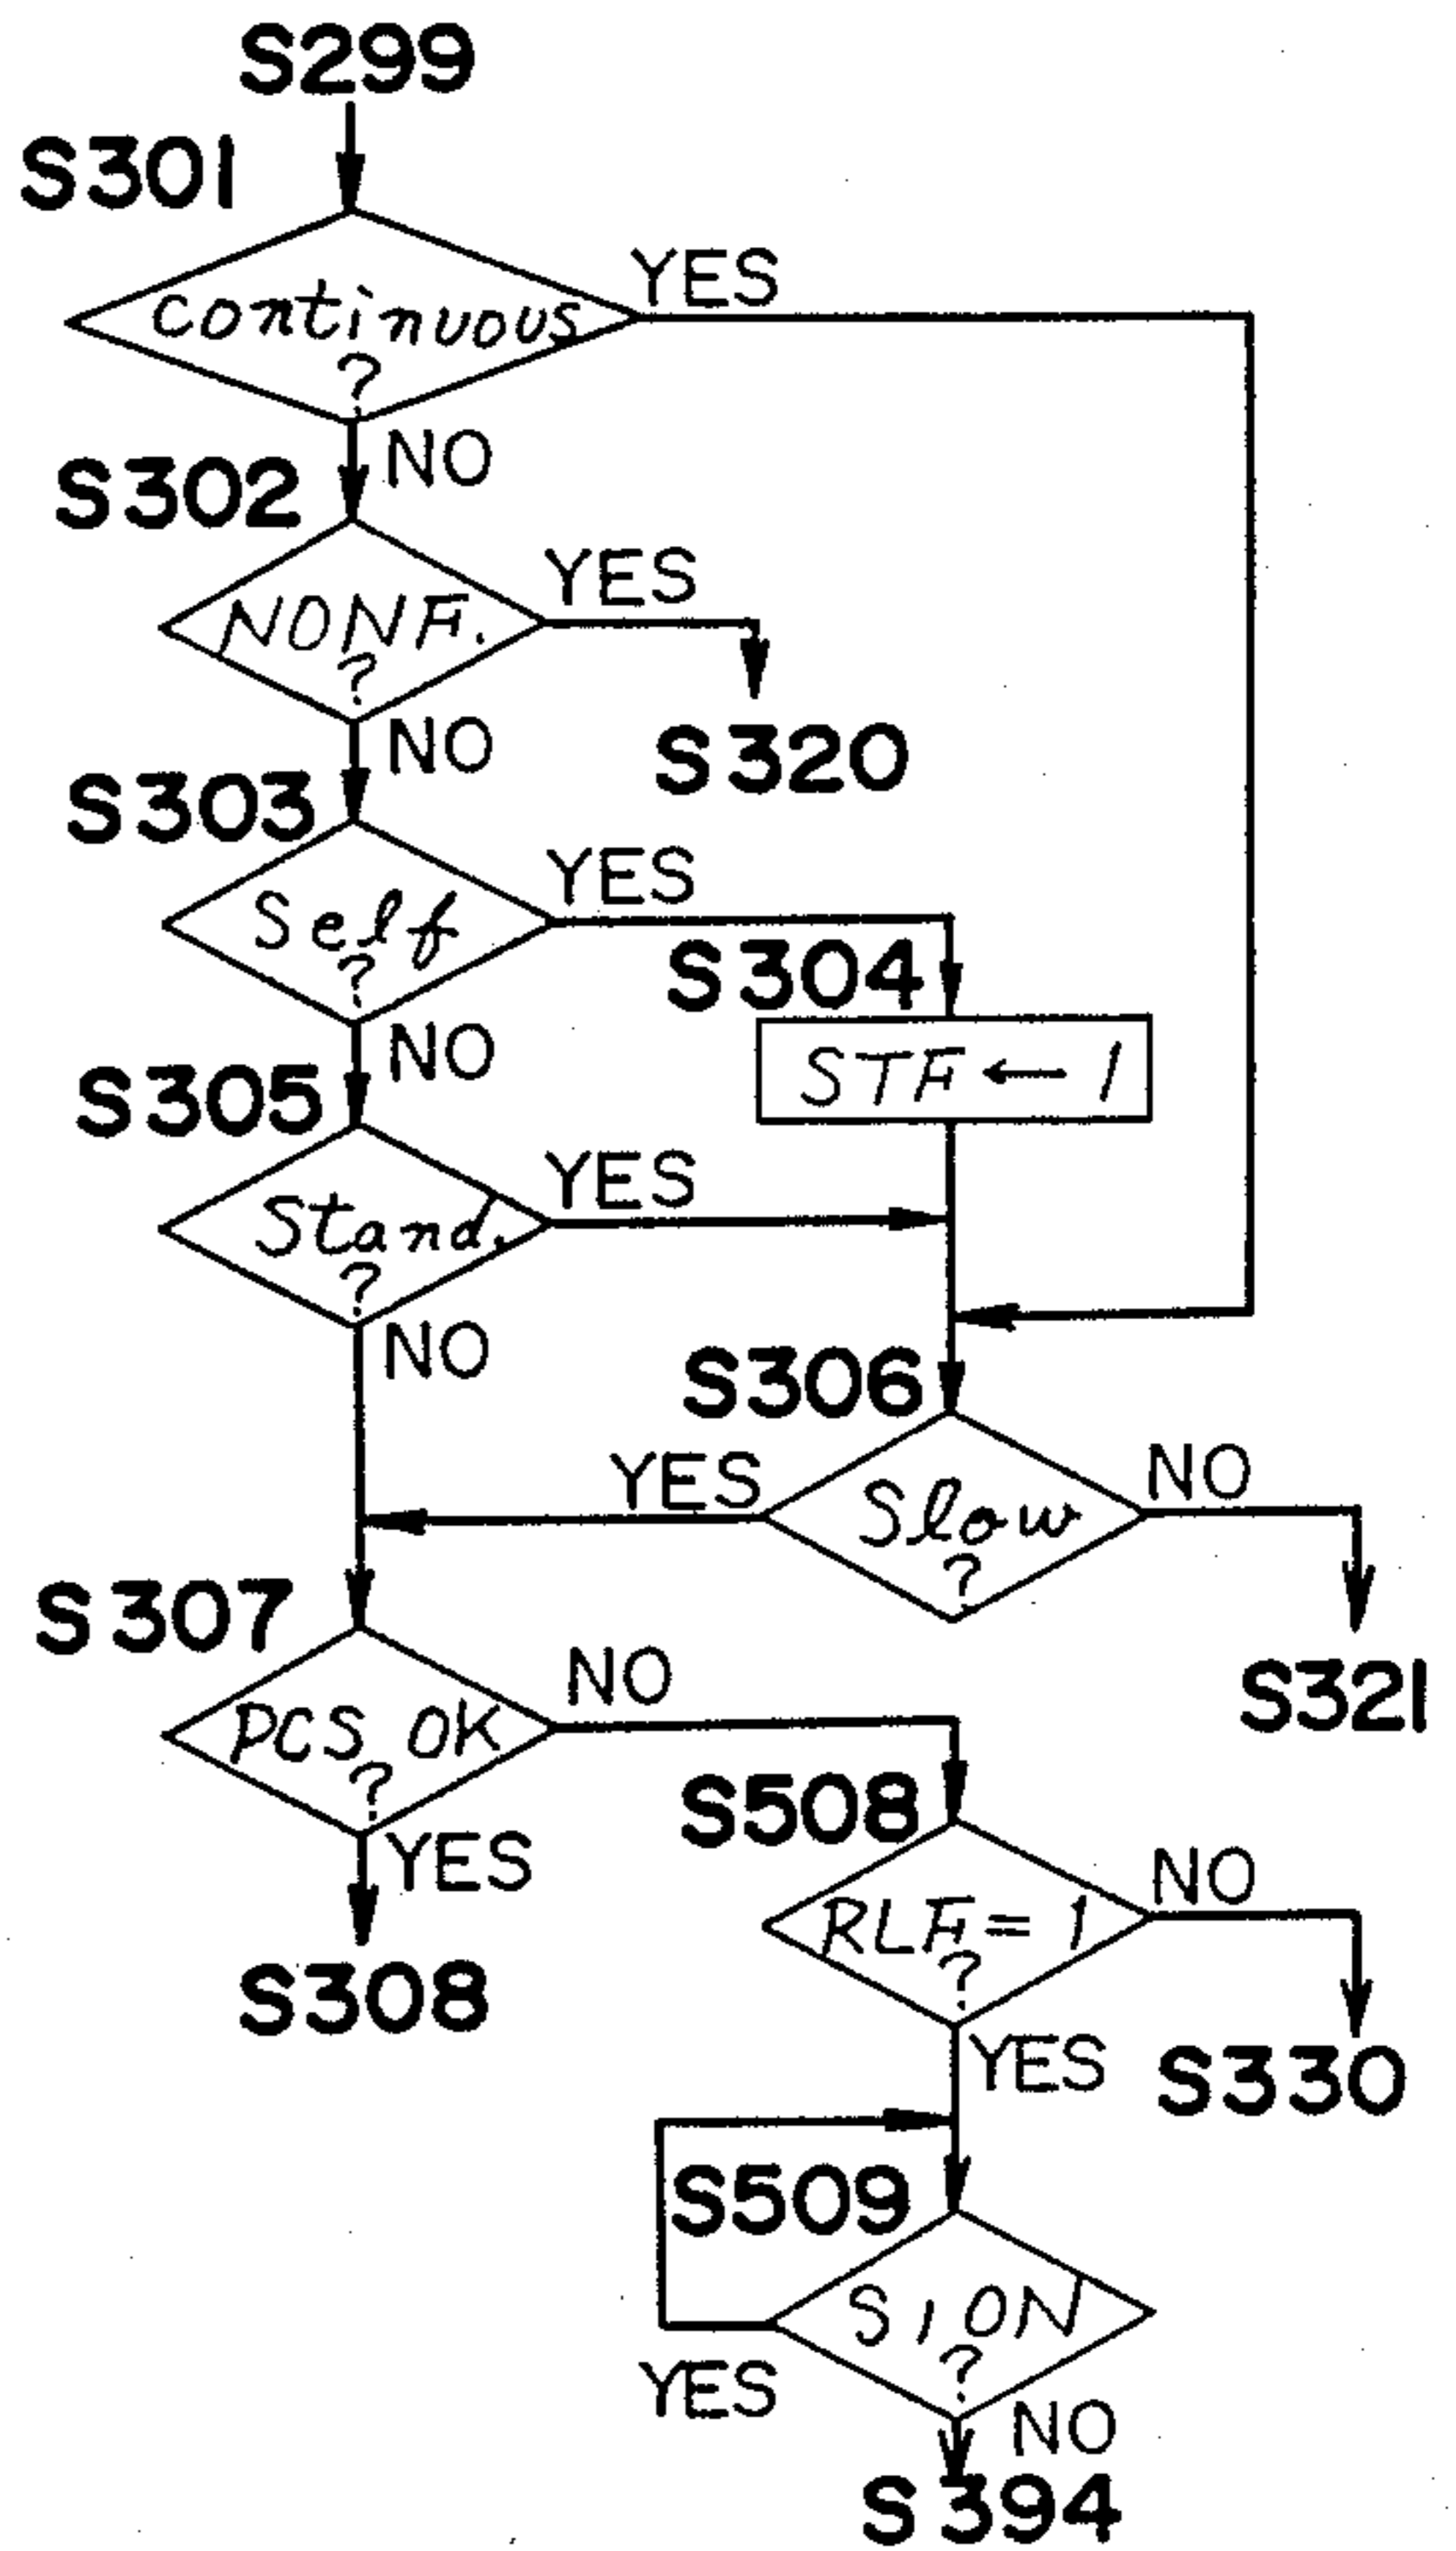 S299
S301
continuous
?
YES
NO
S302
NONF.
?
YES
S320
NO
S303
Self
?
YES
S304
STF ← 1
NO
S305
Stand.
?
YES
NO
S306
Slow
?
YES
NO
S321
S307
PCS OK
?
NO
YES
S308
S508
RLF = 1
?
NO
S330
YES
S509
S1 ON
?
YES
NO
S394